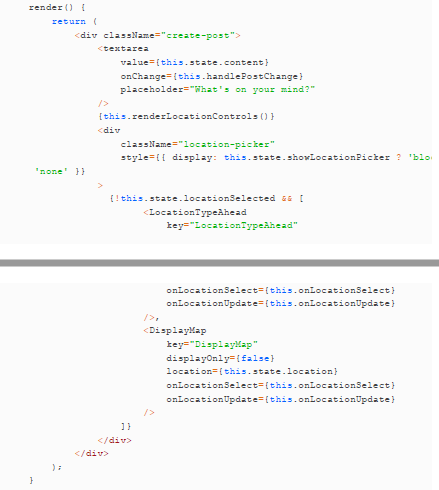 render() {
return (
<div className="create-post">
<textarea
value={this.state.content}
onChange={this.handlePostChange}
placeholder="What's on your mind?"
/>
{this.renderLocationControls()}
<div
className="location-picker"
style={{ display: this.state.showLocationPicker ? 'blo
'none' }}
>
{!this.state.locationSelected && [
<LocationTypeAhead
key="LocationTypeAhead"
onLocationSelect={this.onLocationSelect}
onLocationUpdate={this.onLocationUpdate}
/>,
<DisplayMap
key="DisplayMap"
displayOnly={false}
location={this.state.location}
onLocationSelect={this.onLocationSelect}
onLocationUpdate={this.onLocationUpdate}
/>
]}
</div>
</div>
);
}